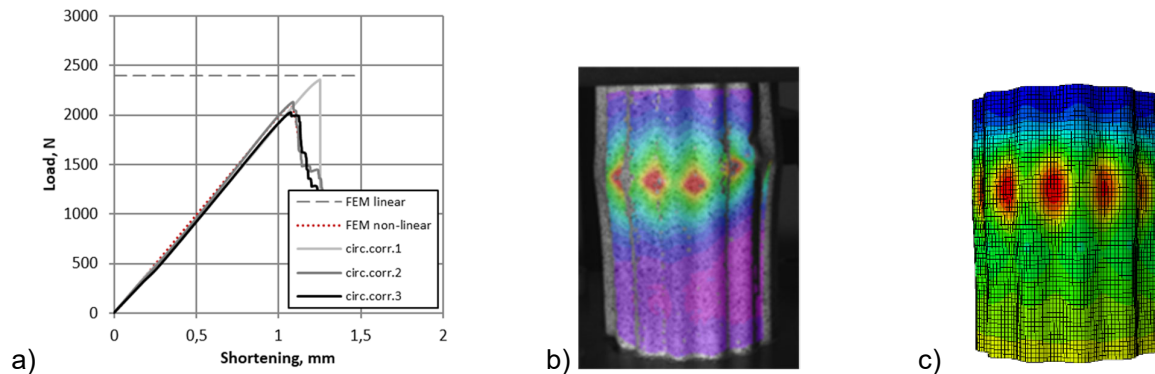 3000
2500
2000
1500
1000
500
0
Load, N
FEM linear
FEM non-linear
circ.corr.1
circ.corr.2
circ.corr.3
0 0,5 1 1,5 2
Shortening, mm
a)
b)
c)